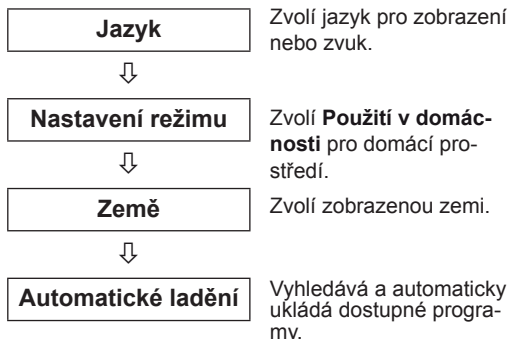 Jazyk
Zvolí jazyk pro zobrazení
nebo zvuk.
⇩
Nastavení režimu
Zvolí Použití v domác-
nosti pro domácí pro-
středí.
⇩
Země
Zvolí zobrazenou zemi.
⇩
Automatické ladění
Vyhledává a automaticky
ukládá dostupné progra-
my.